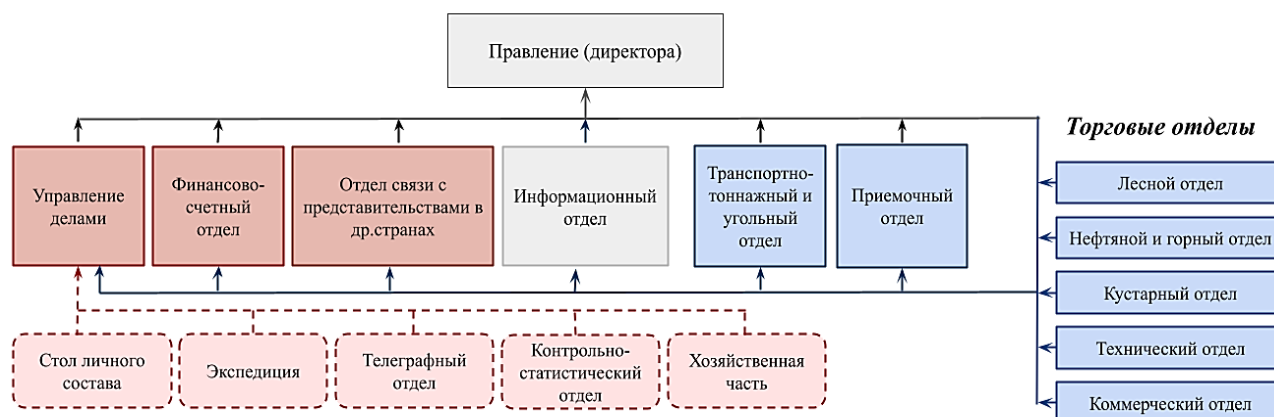 Правление (директора)
Торговые отделы
Управление
делами
Финансово-
счетный
отдел
Отдел связи с
представительствами в
др.странах
Информационный
отдел
Транспортно-
тоннажный и
угольный
отдел
Приемочный
отдел
Лесной отдел
Нефтяной и горный отдел
Кустарный отдел
Технический отдел
Коммерческий отдел
Стол личного
состава
Экспедиция
Телеграфный
отдел
Контрольно-
статистический
отдел
Хозяйственная
часть